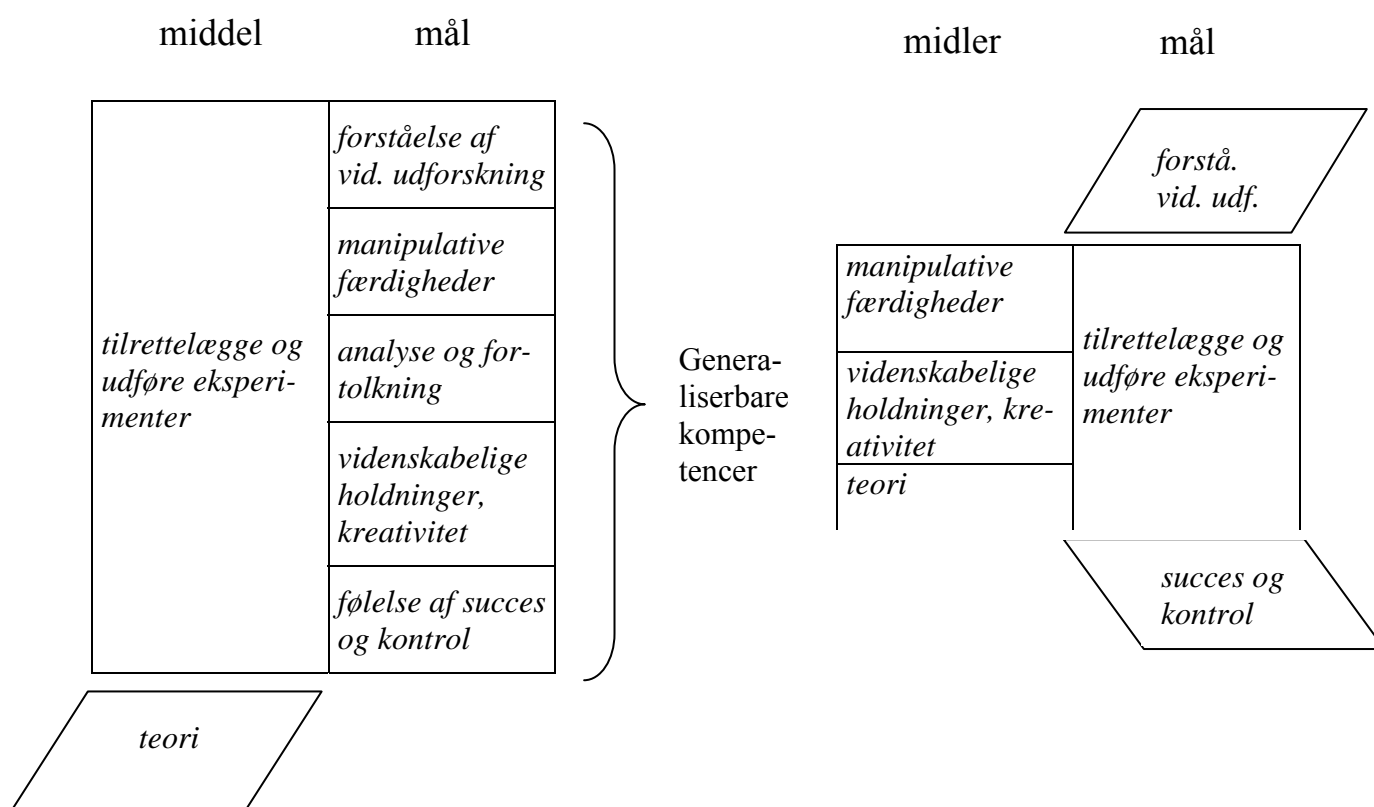 middel
mål
tilrettelægge og
udføre eksperi-
menter
forståelse af
vid. udforskning
manipulative
færdigheder
analyse og for-
tolkning
videnskabelige
holdninger,
kreativitet
følelse af succes
og kontrol
teori
Genera-
liserbare
kompe-
tencer
midler
mål
forstå.
vid. udf.
manipulative
færdigheder
videnskabelige
holdninger, kre-
ativitet
teori
tilrettelægge og
udføre eksperi-
menter
succes og
kontrol